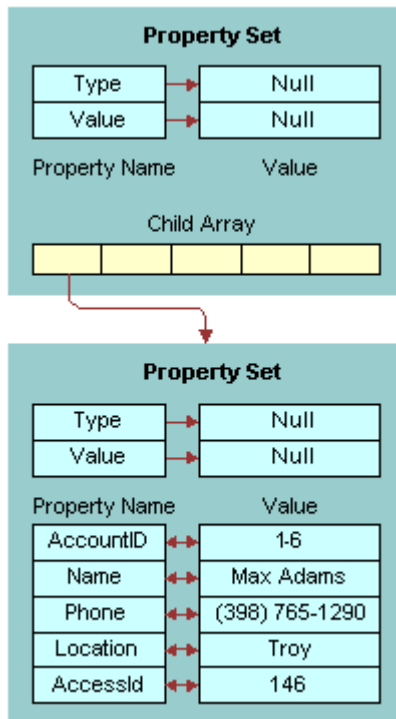 Property Set
Type Null
Value Null
Property Name Value
Child Array
Property Set
Type Null
Value Null
Property Name Value
AccountID 1-6
Name Max Adams
Phone (398) 765-1290
Location Troy
AccessId 146